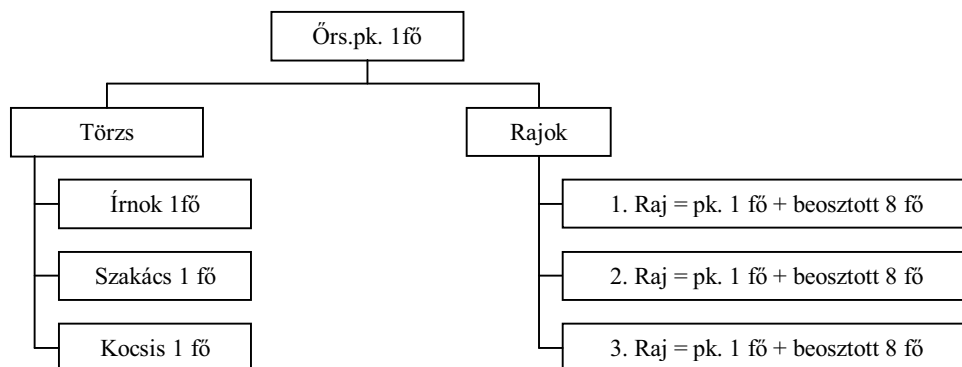 Őrs.pk. 1fő
Törzs
Rajok
Írnok 1fő
1. Raj = pk. 1 fő + beosztott 8 fő
Szakács 1 fő
2. Raj = pk. 1 fő + beosztott 8 fő
Kocsis 1 fő
3. Raj = pk. 1 fő + beosztott 8 fő